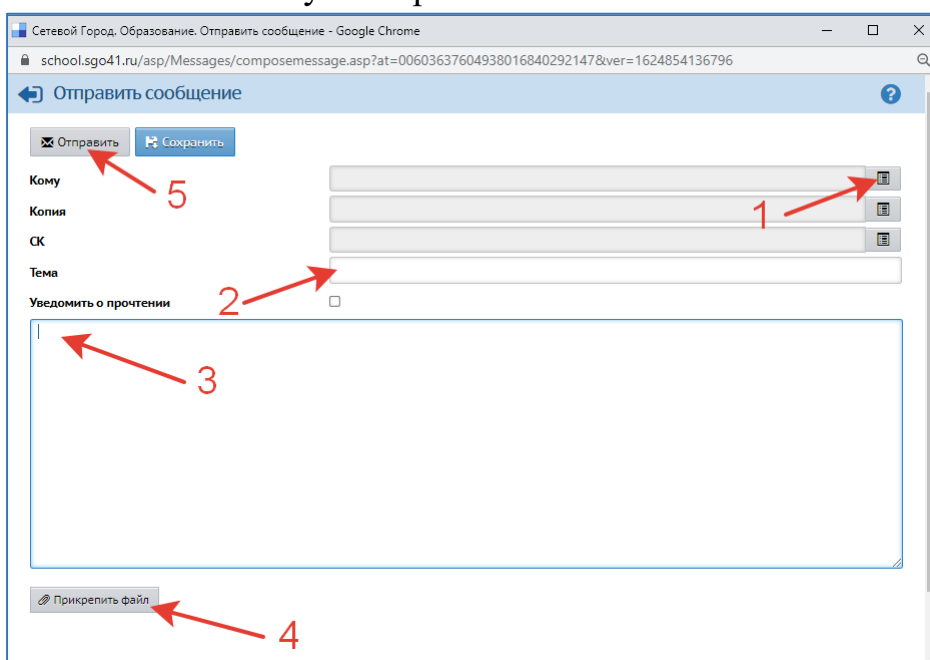 Сетевой Город. Образование. Отправить сообщение - Google Chrome
school.sgo41.ru/asp/Messages/composemessage.asp?at=00603637604938016840292147&ver=1624854136796
Отправить сообщение ?
Отправить Сохранить
5
Кому
1
Копия
СК
Тема
2
Уведомить о прочтении
3
Прикрепить файл
4